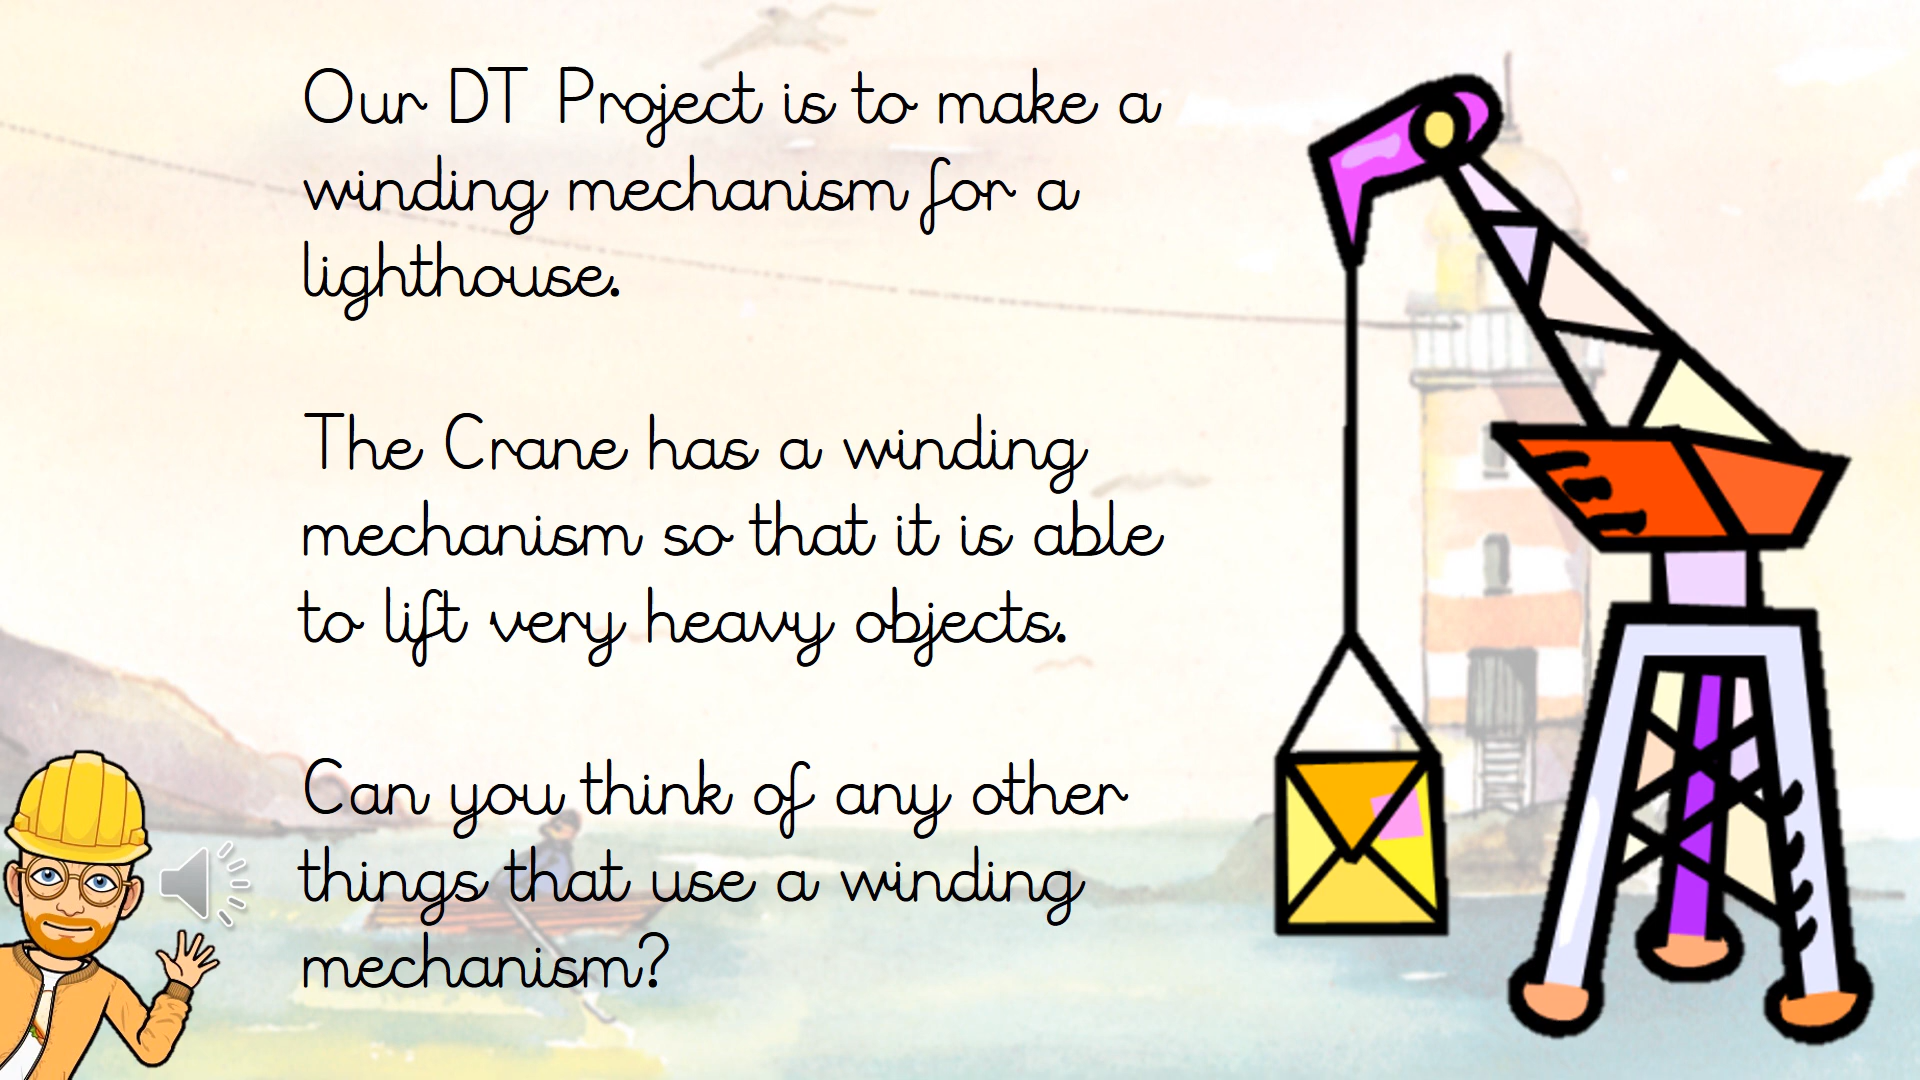 Our DT Project is to make a
winding mechanism for a
lighthouse.
The Crane has a winding
mechanism so that it is able
to lift very heavy objects.
Can you think of any other
things that use a winding
mechanism?